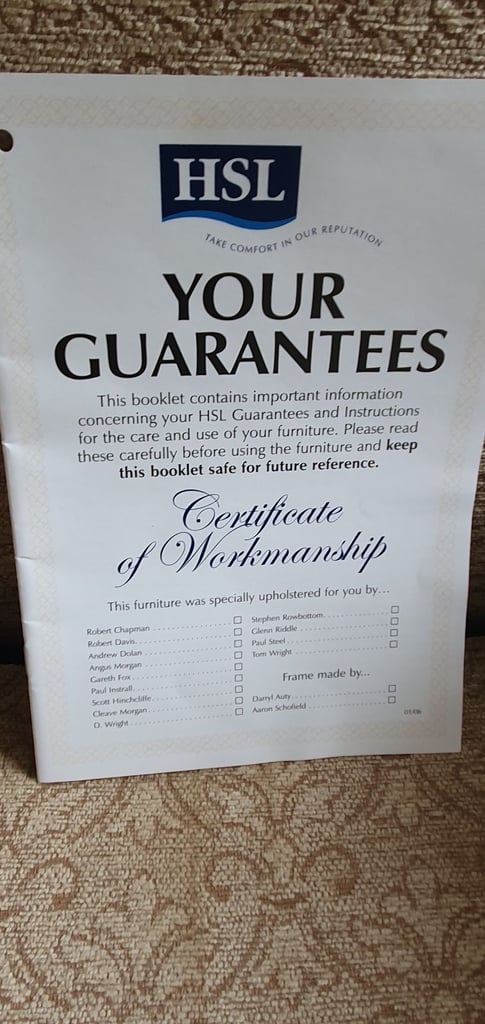 HSL
TAKE COMFORT IN OUR REPUTATION
YOUR
GUARANTEES
This booklet contains important information
concerning your HSL Guarantees and Instructions
for the care and use of your furniture. Please read
these carefully before using the furniture and keep
this booklet safe for future reference.
Certificate
of Workmanship
This furniture was specially upholstered for you by...
Robert Chapman
Robert Davis
Andrew Dolan
Angus Morgan
Gareth Fox
Paul Instrall
Scott Hinchcliffe
Cleave Morgan
D. Wright
Stephen Rowbottom
Glenn Riddle
Paul Steel
Tom Wright
Frame made by...
Darryl Auty
Aaron Schofield
01/06